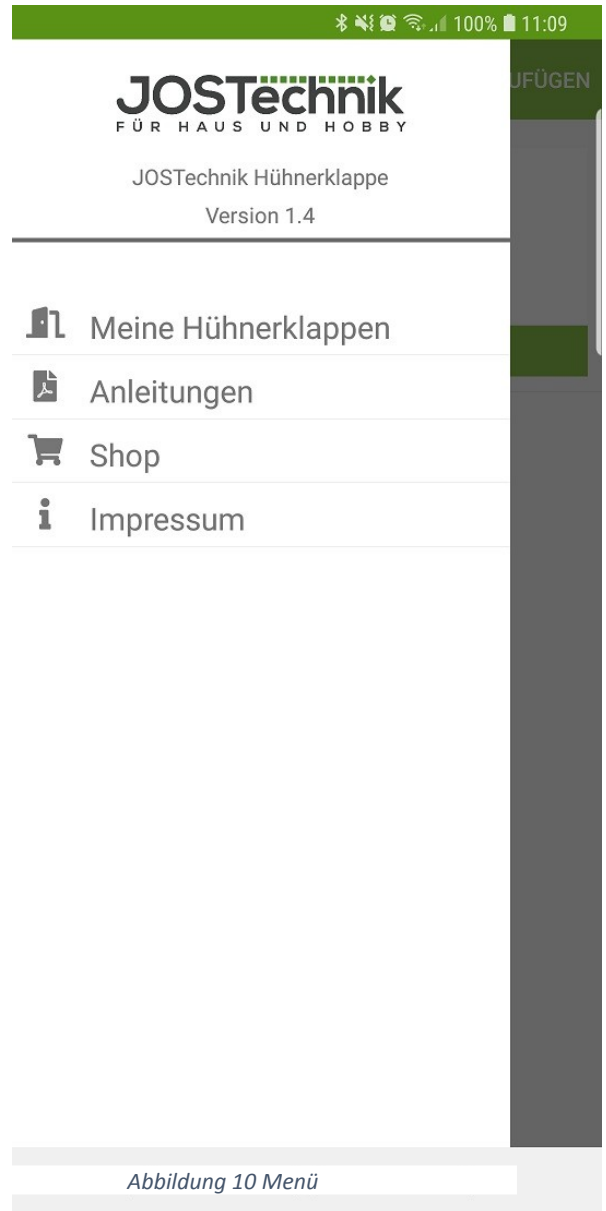 100% 11:09
UFÜGEN
JOSTechnik
FÜR HAUS UND HOBBY
JOSTechnik Hühnerklappe
Version 1.4
Meine Hühnerklappen
Anleitungen
Shop
Impressum
Abbildung 10 Menü